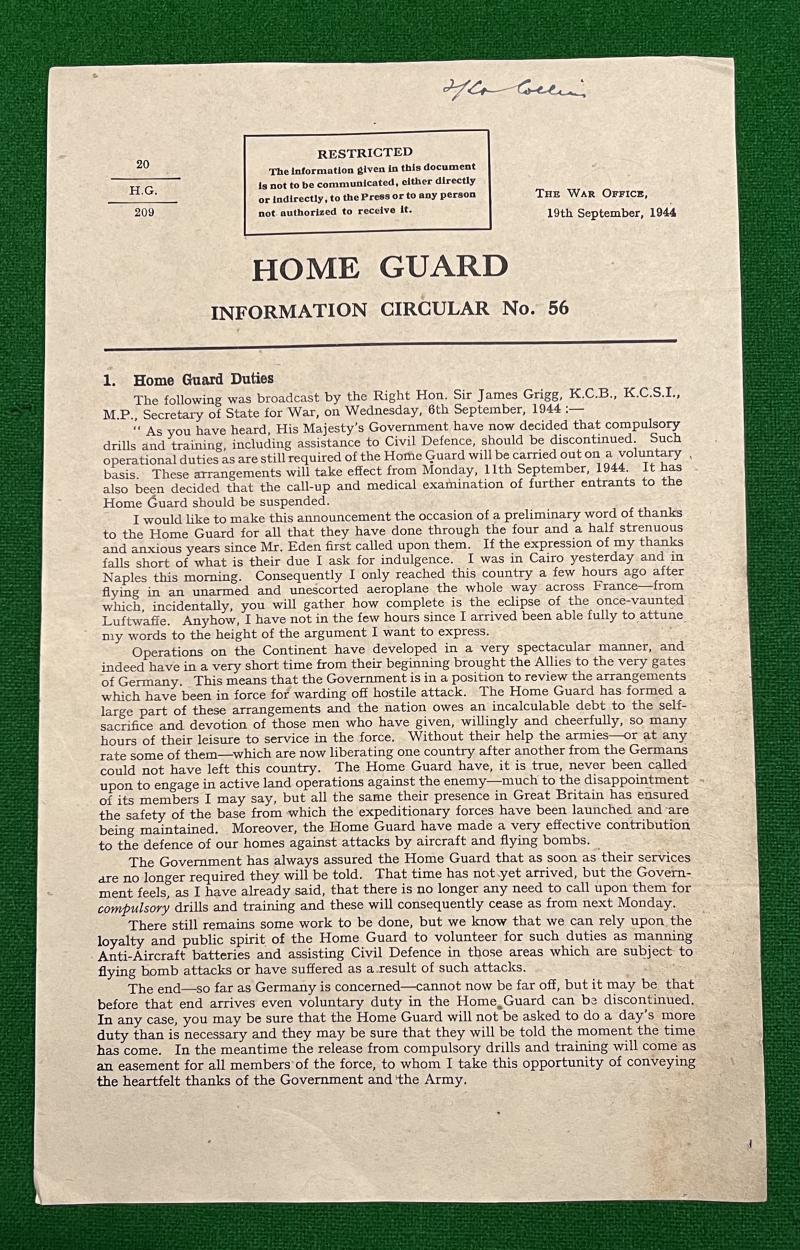 Collins
20
H.G.
209
RESTRICTED
The information given in this document
is not to be communicated, either directly
or indirectly, to the Press or to any person
not authorized to receive it.
THE WAR OFFICE,
19th September, 1944
HOME GUARD
INFORMATION CIRCULAR No. 56
1. Home Guard Duties
The following was broadcast by the Right Hon. Sir James Grigg, K.C.B., K.C.S.I.,
M.P., Secretary of State for War, on Wednesday, 6th September, 1944 :—
" As you have heard, His Majesty's Government have now decided that compulsory
drills and training, including assistance to Civil Defence, should be discontinued. Such
operational duties as are still required of the Home Guard will be carried out on a voluntary
basis. These arrangements will take effect from Monday, 11th September, 1944. It has
also been decided that the call-up and medical examination of further entrants to the
Home Guard should be suspended.
I would like to make this announcement the occasion of a preliminary word of thanks
to the Home Guard for all that they have done through the four and a half strenuous
and anxious years since Mr. Eden first called upon them. If the expression of my thanks
falls short of what is their due I ask for indulgence. I was in Cairo yesterday and in
Naples this morning. Consequently I only reached this country a few hours ago after
flying in an unarmed and unescorted aeroplane the whole way across France—from
which, incidentally, you will gather how complete is the eclipse of the once-vaunted
Luftwaffe. Anyhow, I have not in the few hours since I arrived been able fully to attune
my words to the height of the argument I want to express.
Operations on the Continent have developed in a very spectacular manner, and
indeed have in a very short time from their beginning brought the Allies to the very gates
of Germany. This means that the Government is in a position to review the arrangements
which have been in force for warding off hostile attack. The Home Guard has formed a
large part of these arrangements and the nation owes an incalculable debt to the self-
sacrifice and devotion of those men who have given, willingly and cheerfully, so many
hours of their leisure to service in the force. Without their help the armies—or at any
rate some of them—which are now liberating one country after another from the Germans
could not have left this country. The Home Guard have, it is true, never been called
upon to engage in active land operations against the enemy—much to the disappointment
of its members I may say, but all the same their presence in Great Britain has ensured
the safety of the base from which the expeditionary forces have been launched and are
being maintained. Moreover, the Home Guard have made a very effective contribution
to the defence of our homes against attacks by aircraft and flying bombs.
The Government has always assured the Home Guard that as soon as their services
are no longer required they will be told. That time has not yet arrived, but the Govern-
ment feels, as I have already said, that there is no longer any need to call upon them for
compulsory drills and training and these will consequently cease as from next Monday.
There still remains some work to be done, but we know that we can rely upon the
loyalty and public spirit of the Home Guard to volunteer for such duties as manning
Anti-Aircraft batteries and assisting Civil Defence in those areas which are subject to
flying bomb attacks or have suffered as a result of such attacks.
The end—so far as Germany is concerned—cannot now be far off, but it may be that
before that end arrives even voluntary duty in the Home Guard can be discontinued.
In any case, you may be sure that the Home Guard will not be asked to do a day's more
duty than is necessary and they may be sure that they will be told the moment the time
has come. In the meantime the release from compulsory drills and training will come as
an easement for all members of the force, to whom I take this opportunity of conveying
the heartfelt thanks of the Government and the Army.